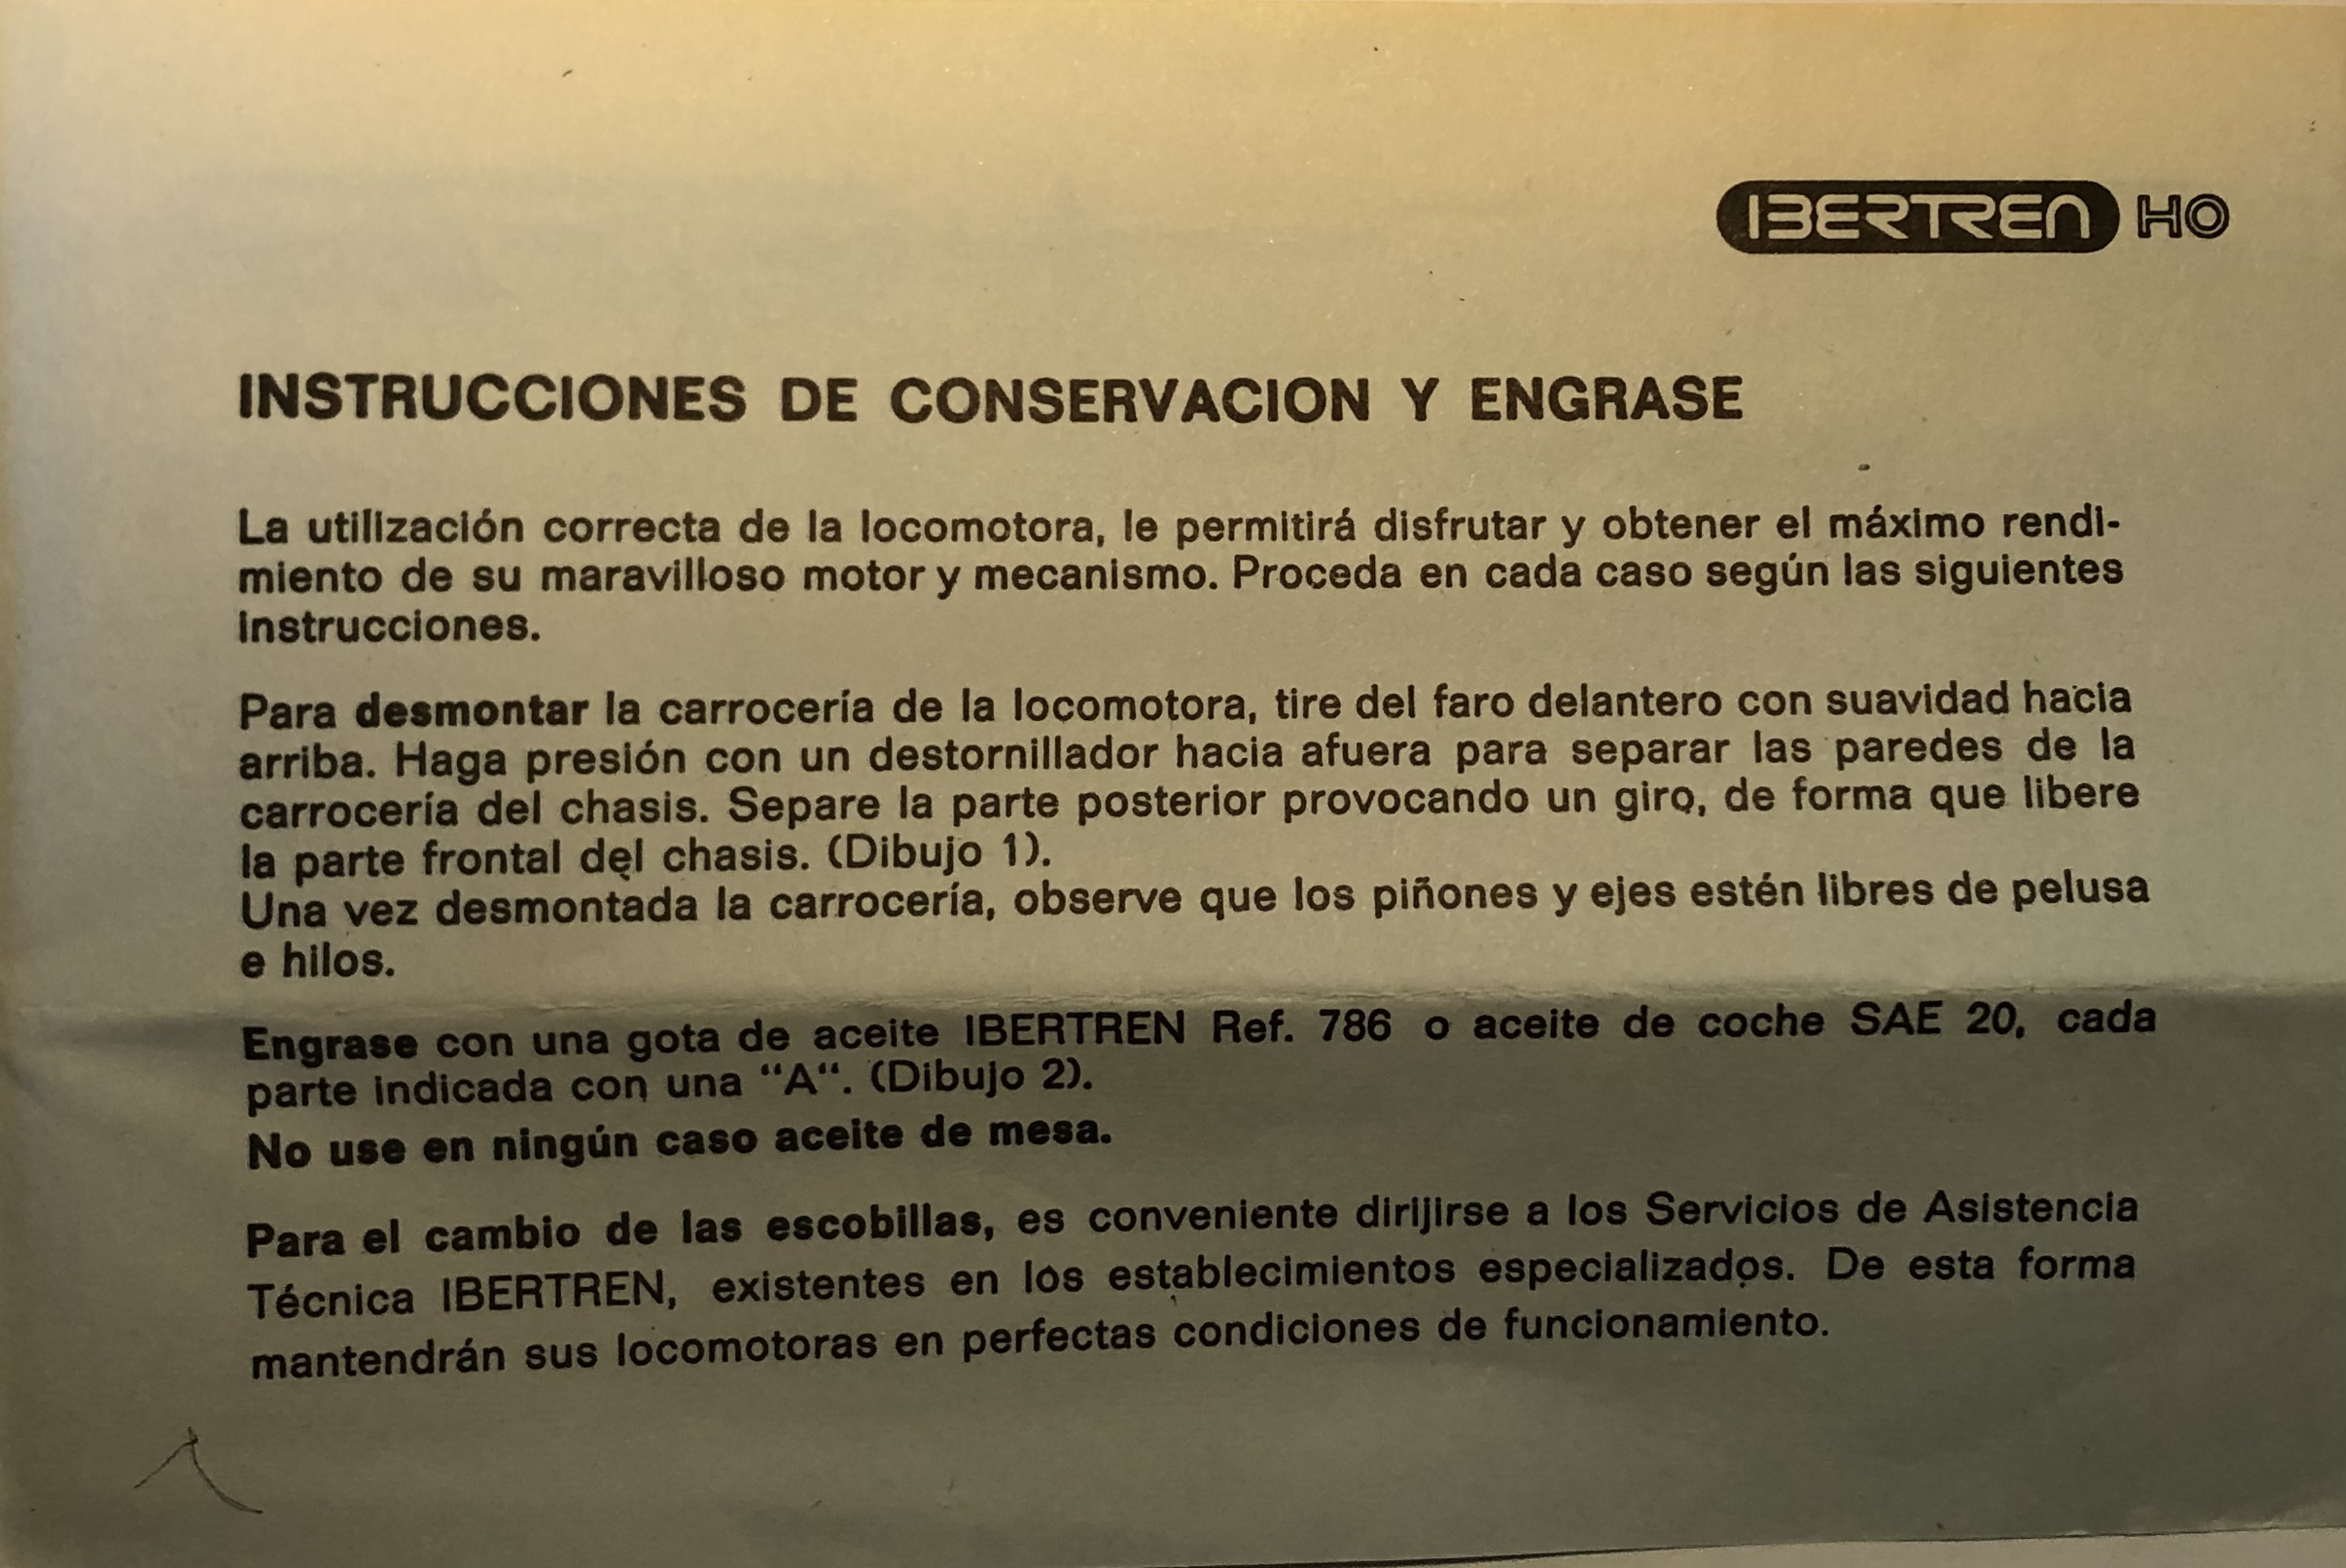 IBERTREN HO
INSTRUCCIONES DE CONSERVACION Y ENGRASE
La utilización correcta de la locomotora, le permitirá disfrutar y obtener el máximo rendi-
miento de su maravilloso motor y mecanismo. Proceda en cada caso según las siguientes
instrucciones.
Para desmontar la carrocería de la locomotora, tire del faro delantero con suavidad hacia
arriba. Haga presión con un destornillador hacia afuera para separar las paredes de la
carrocería del chasis. Separe la parte posterior provocando un giro, de forma que libere
la parte frontal del chasis. (Dibujo 1).
Una vez desmontada la carrocería, observe que los piñones y ejes estén libres de pelusa
e hilos.
Engrase con una gota de aceite IBERTREN Ref. 786 o aceite de coche SAE 20, cada
parte indicada con una “A“. (Dibujo 2).
No use en ningún caso aceite de mesa.
Para el cambio de las escobillas, es conveniente dirijirse a los Servicios de Asistencia
Técnica IBERTREN, existentes en los establecimientos especializados. De esta forma
mantendrán sus locomotoras en perfectas condiciones de funcionamiento.